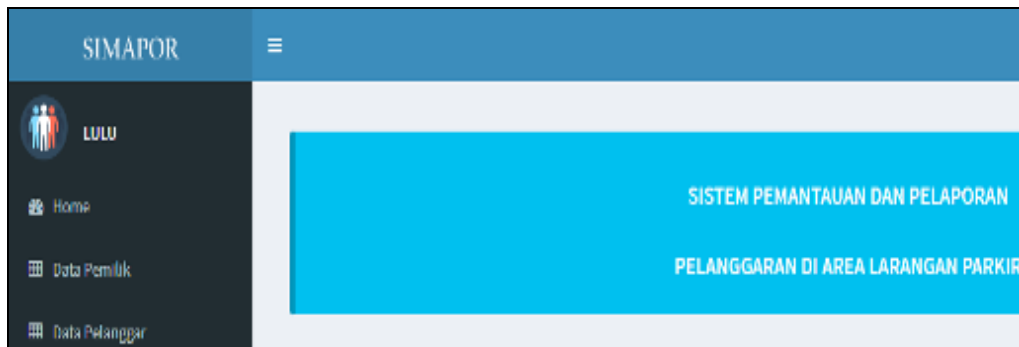 SIMAPOR
LULU
Home
Data Pemilik
Data Pelanggar
SISTEM PEMANTAUAN DAN PELAPORAN
PELANGGARAN DI AREA LARANGAN PARKIR